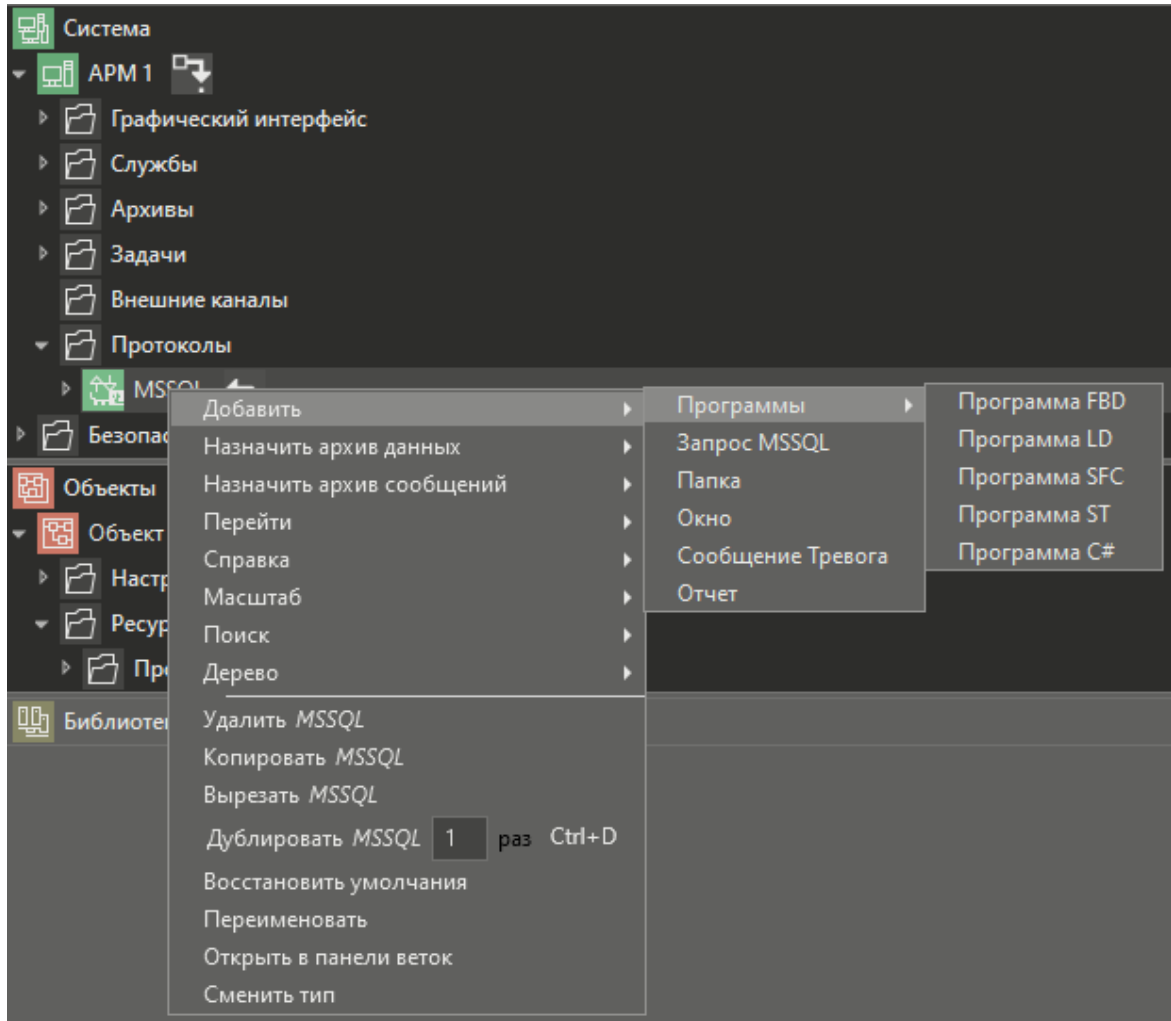 Система
АРМ 1
Графический интерфейс
Службы
Архивы
Задачи
Внешние каналы
Протоколы
MSSQL
Объекты
Объект
Добавить
Назначить архив данных
Назначить архив сообщений
Перейти
Справка
Масштаб
Поиск
Дерево
Удалить MSSQL
Копировать MSSQL
Вырезать MSSQL
Дублировать MSSQL 1 раз Ctrl+D
Восстановить умолчания
Переименовать
Открыть в панели веток
Сменить тип
Программы
Запрос MSSQL
Папка
Окно
Сообщение Тревога
Отчет
Программа FBD
Программа LD
Программа SFC
Программа ST
Программа C#